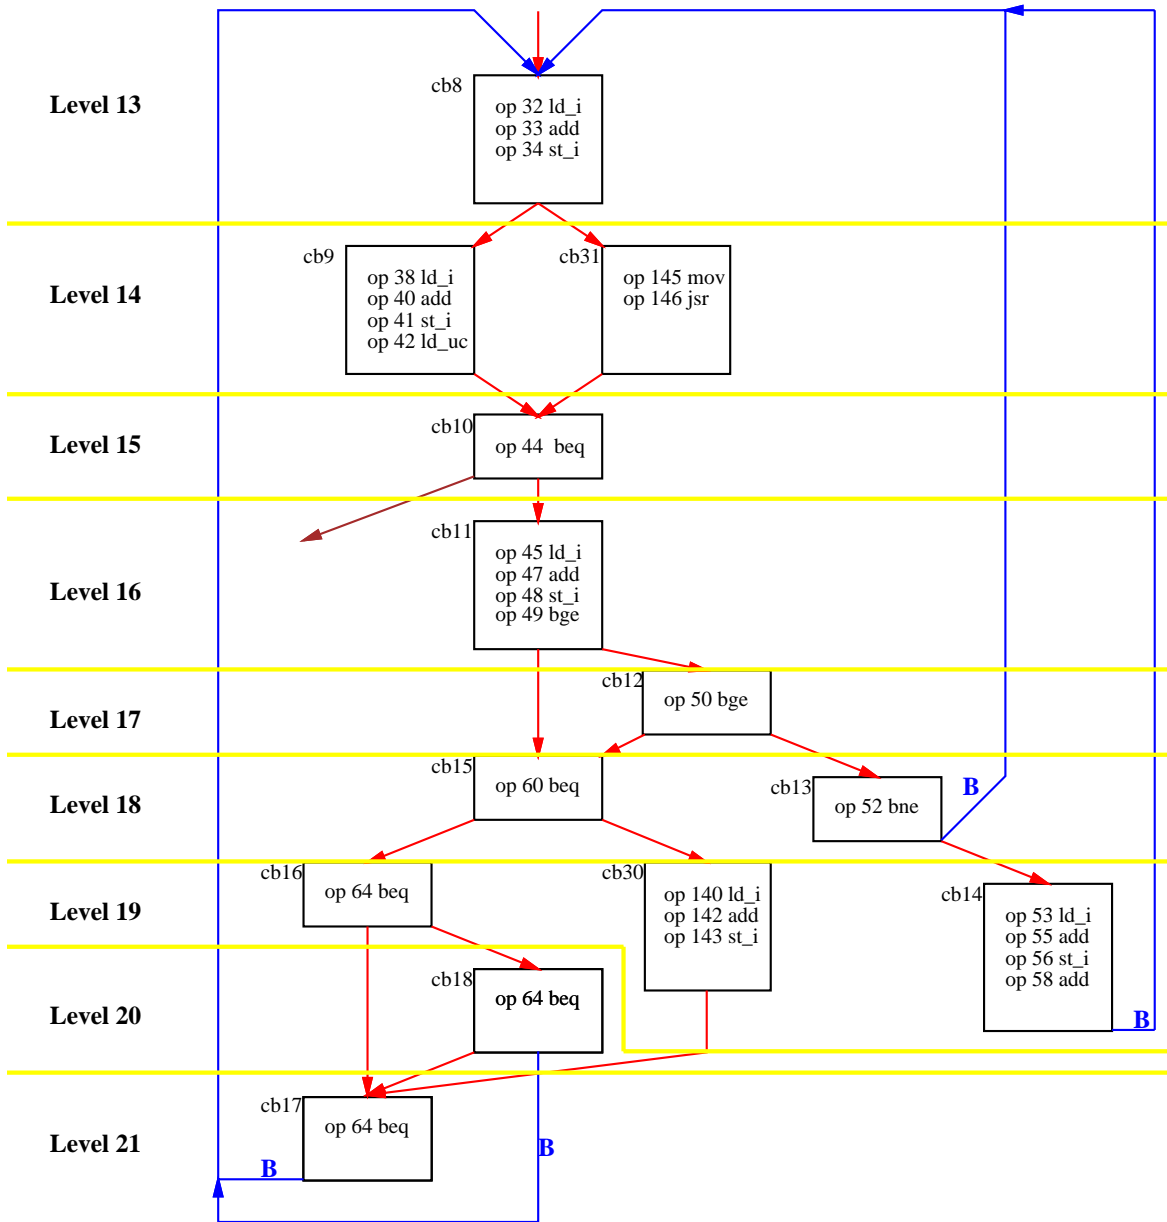 cb8
Level 13
op 32 ld_i
op 33 add
op 34 st_i
cb9
cb31
Level 14
op 38 ld_i
op 40 add
op 41 st_i
op 42 ld_uc
op 145 mov
op 146 jsr
cb10
Level 15
op 44 beq
cb11
Level 16
op 45 ld_i
op 47 add
op 48 st_i
op 49 bge
cb12
Level 17
op 50 bge
cb15
Level 18
op 60 beq
cb13
op 52 bne
B
cb16
cb30
cb14
Level 19
op 64 beq
op 140 ld_i
op 142 add
op 143 st_i
op 53 ld_i
op 55 add
op 56 st_i
op 58 add
cb18
Level 20
op 64 beq
B
cb17
Level 21
op 64 beq
B
B